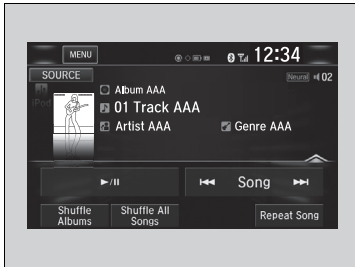 MENU
12:34
SOURCE
Neural
02
iPod
Album AAA
01 Track AAA
Artist AAA
Genre AAA
Song
Shuffle
Albums
Shuffle All
Songs
Repeat Song